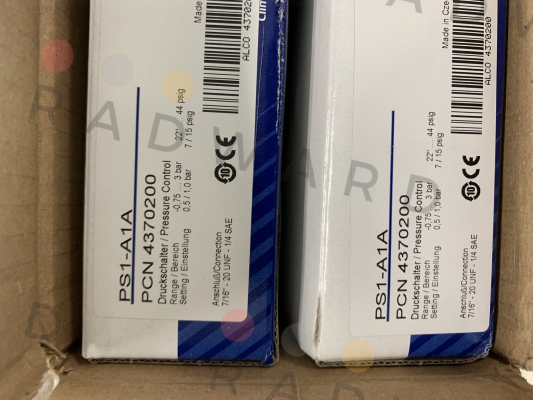 PS1-A1A
PCN 4370200
Druckschalter / Pressure Control
Range / Bereich -0,75 ... 3 bar 22" ... 44 psig
Setting / Einstellung 0,5 / 1,0 bar 7 / 15 psig
Anschluß/Connection
7/16" - 20 UNF - 1/4 SAE
Made
ALCO 4370200
PS1-A1A
PCN 4370200
Druckschalter / Pressure Control
Range / Bereich -0,75 ... 3 bar 22" ... 44 psig
Setting / Einstellung 0,5 / 1,0 bar 7 / 15 psig
Anschluß/Connection
7/16" - 20 UNF - 1/4 SAE
Made in Cze
ALCO 4370200
RADWARD